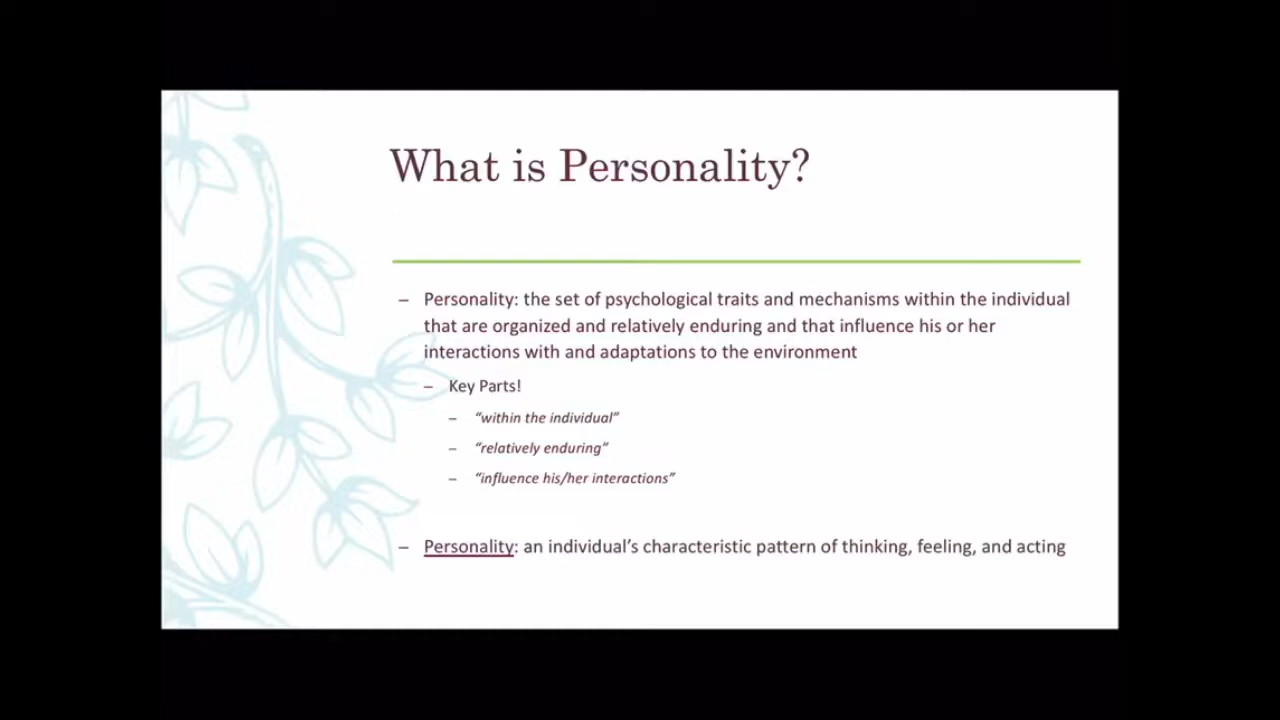 What is Personality?
– Personality: the set of psychological traits and mechanisms within the individual
that are organized and relatively enduring and that influence his or her
interactions with and adaptations to the environment
– Key Parts!
– “within the individual”
– “relatively enduring”
– “influence his/her interactions”
– Personality: an individual’s characteristic pattern of thinking, feeling, and acting